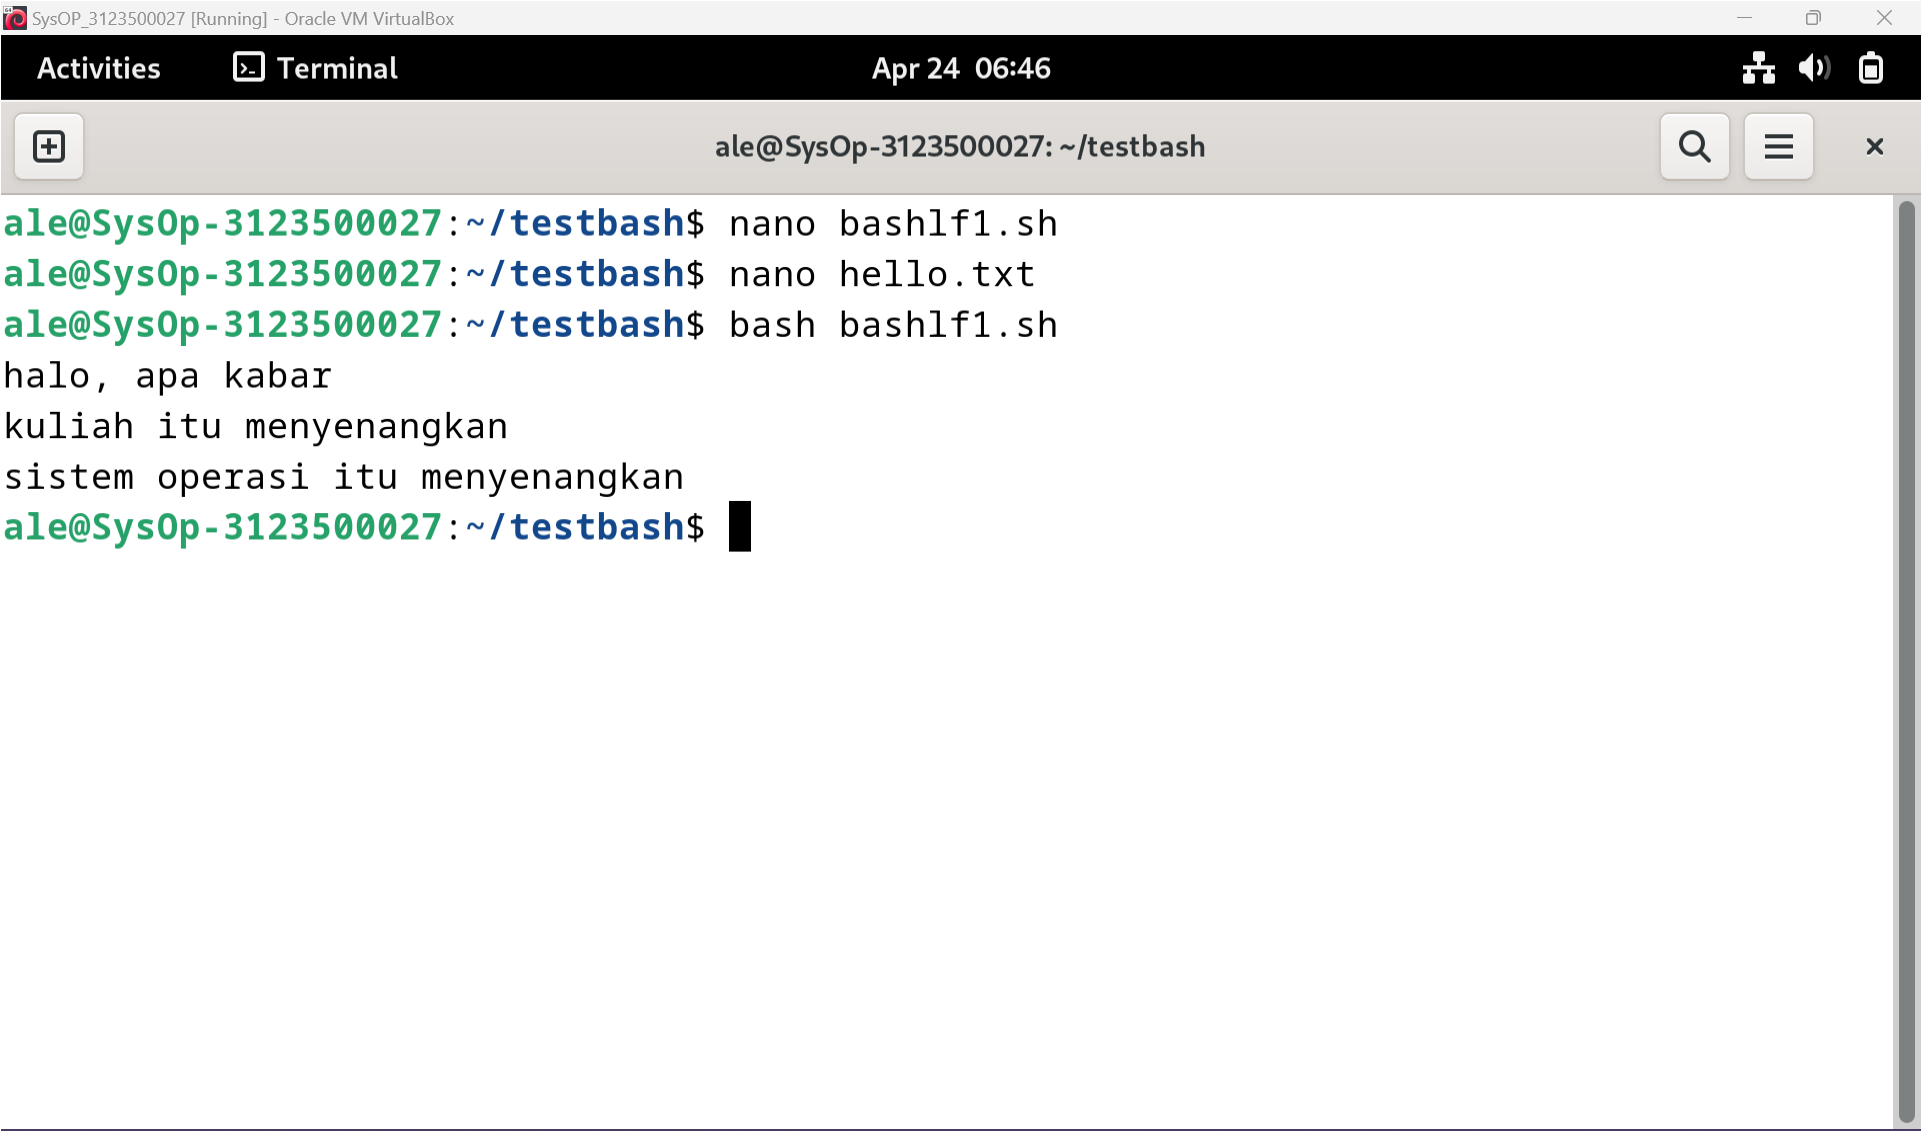 SysOP_3123500027 [Running] - Oracle VM VirtualBox
Activities Terminal Apr 24 06:46
ale@SysOp-3123500027: ~/testbash
ale@SysOp-3123500027:~/testbash$ nano bashlf1.sh
ale@SysOp-3123500027:~/testbash$ nano hello.txt
ale@SysOp-3123500027:~/testbash$ bash bashlf1.sh
halo, apa kabar
kuliah itu menyenangkan
sistem operasi itu menyenangkan
ale@SysOp-3123500027:~/testbash$